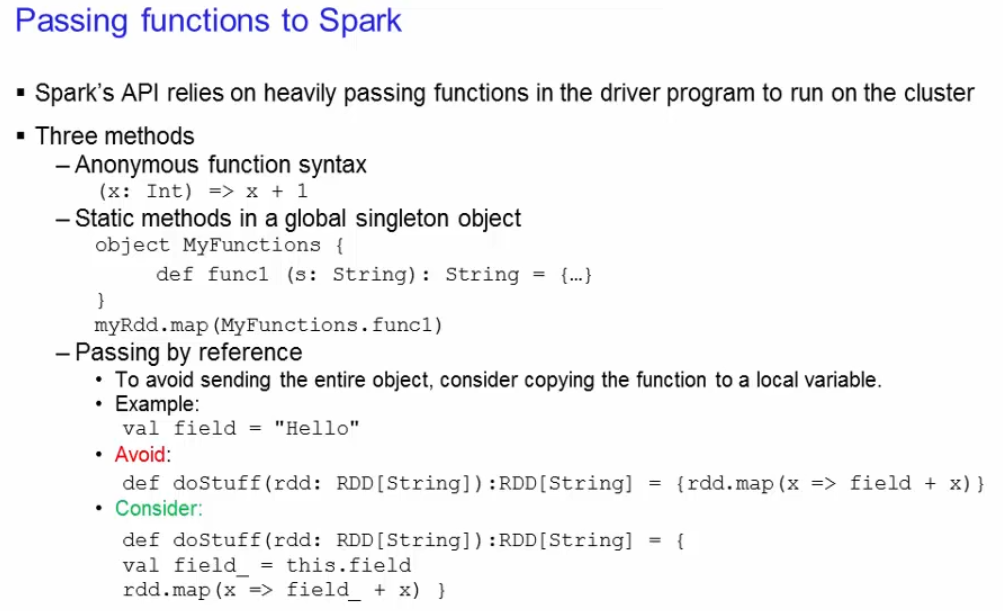 Passing functions to Spark
▪ Spark's API relies on heavily passing functions in the driver program to run on the cluster
▪ Three methods
– Anonymous function syntax
(x: Int) => x + 1
– Static methods in a global singleton object
object MyFunctions {
def func1 (s: String): String = {…}
}
myRdd.map(MyFunctions.func1)
– Passing by reference
• To avoid sending the entire object, consider copying the function to a local variable.
• Example:
val field = "Hello"
• Avoid:
def doStuff(rdd: RDD[String]):RDD[String] = {rdd.map(x => field + x)}
• Consider:
def doStuff(rdd: RDD[String]):RDD[String] = {
val field_ = this.field
rdd.map(x => field_ + x) }